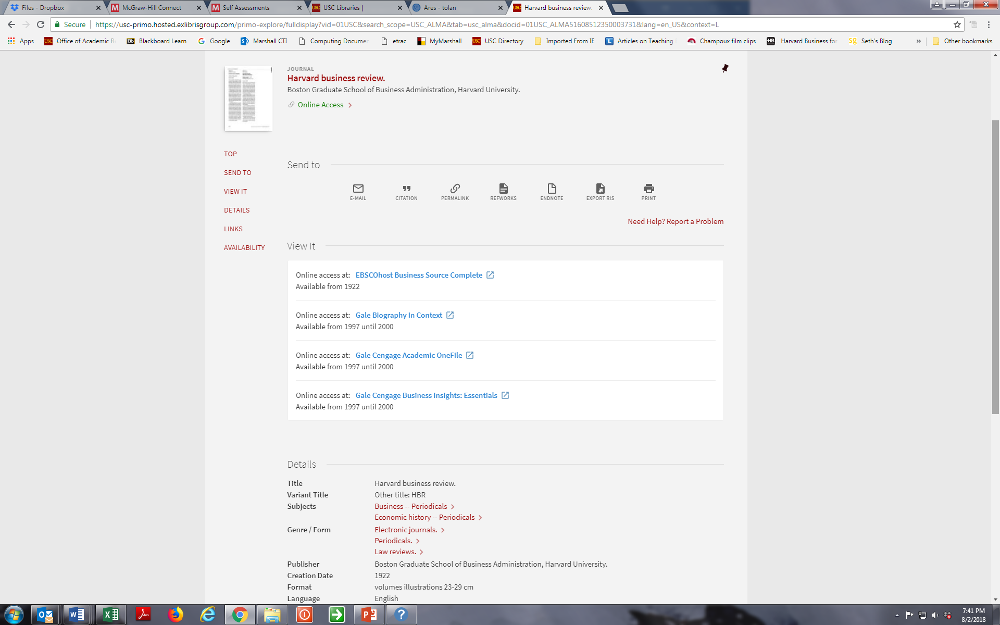 Files - Dropbox
McGraw-Hill Connect
Self Assessments
USC Libraries |
Ares - tolan
Harvard business review.
Secure
https://usc-primo.hosted.exlibrisgroup.com/primo-explore/fulldisplay?vid=01USC&search_scope=USC_ALMA&tab=usc_alma&docid=01USC_ALMA51608512350003731&lang=en_US&context=L
Apps
Office of Academic R
Blackboard Learn
Google
Marshall CTI
Computing Documen
etrac
MyMarshall
USC Directory
Imported From IE
Articles on Teaching
Champoux film clips
Harvard Business for
Seth's Blog
»
Other bookmarks
JOURNAL
Harvard business review.
Boston Graduate School of Business Administration, Harvard University.
Online Access
TOP
SEND TO
VIEW IT
DETAILS
LINKS
AVAILABILITY
Send to
E-MAIL
CITATION
PERMALINK
REFWORKS
ENDNOTE
EXPORT RIS
PRINT
Need Help? Report a Problem
View It
Online access at: EBSCOhost Business Source Complete
Available from 1922
Online access at: Gale Biography In Context
Available from 1997 until 2000
Online access at: Gale Cengage Academic OneFile
Available from 1997 until 2000
Online access at: Gale Cengage Business Insights: Essentials
Available from 1997 until 2000
Details
Title Harvard business review.
Variant Title Other title: HBR
Subjects Business -- Periodicals
Economic history -- Periodicals
Genre / Form Electronic journals.
Periodicals.
Law reviews.
Publisher Boston Graduate School of Business Administration, Harvard University.
Creation Date 1922
Format volumes illustrations 23-29 cm
Language English
7:41 PM
8/2/2018